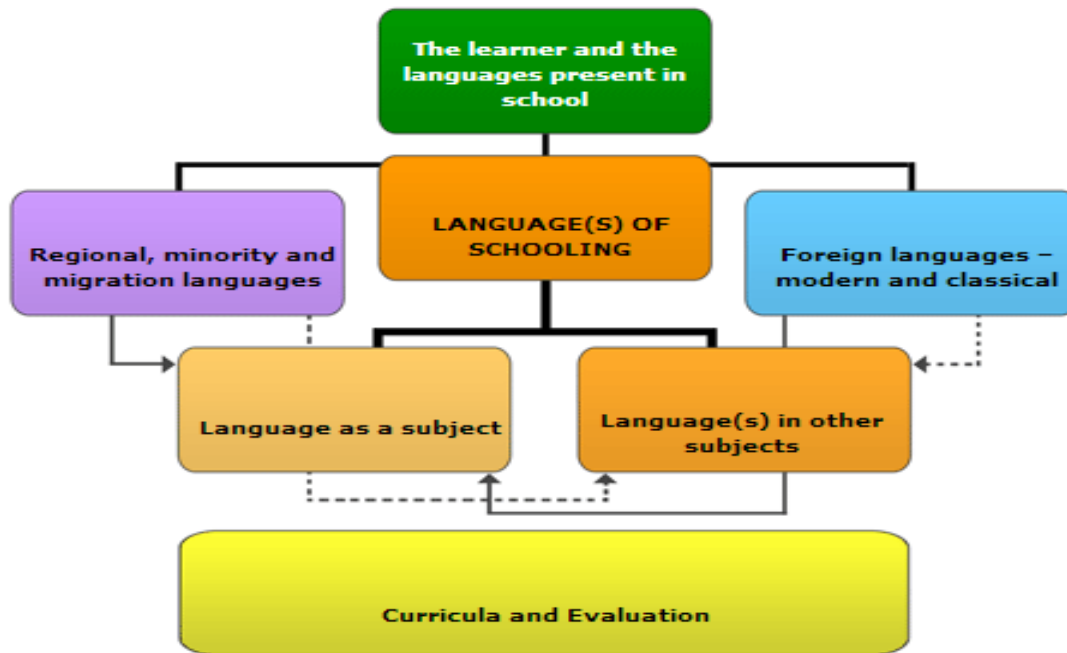 The learner and the
languages present in
school
LANGUAGE(S) OF
SCHOOLING
Regional, minority and
migration languages
Foreign languages –
modern and classical
Language as a subject
Language(s) in other
subjects
Curricula and Evaluation